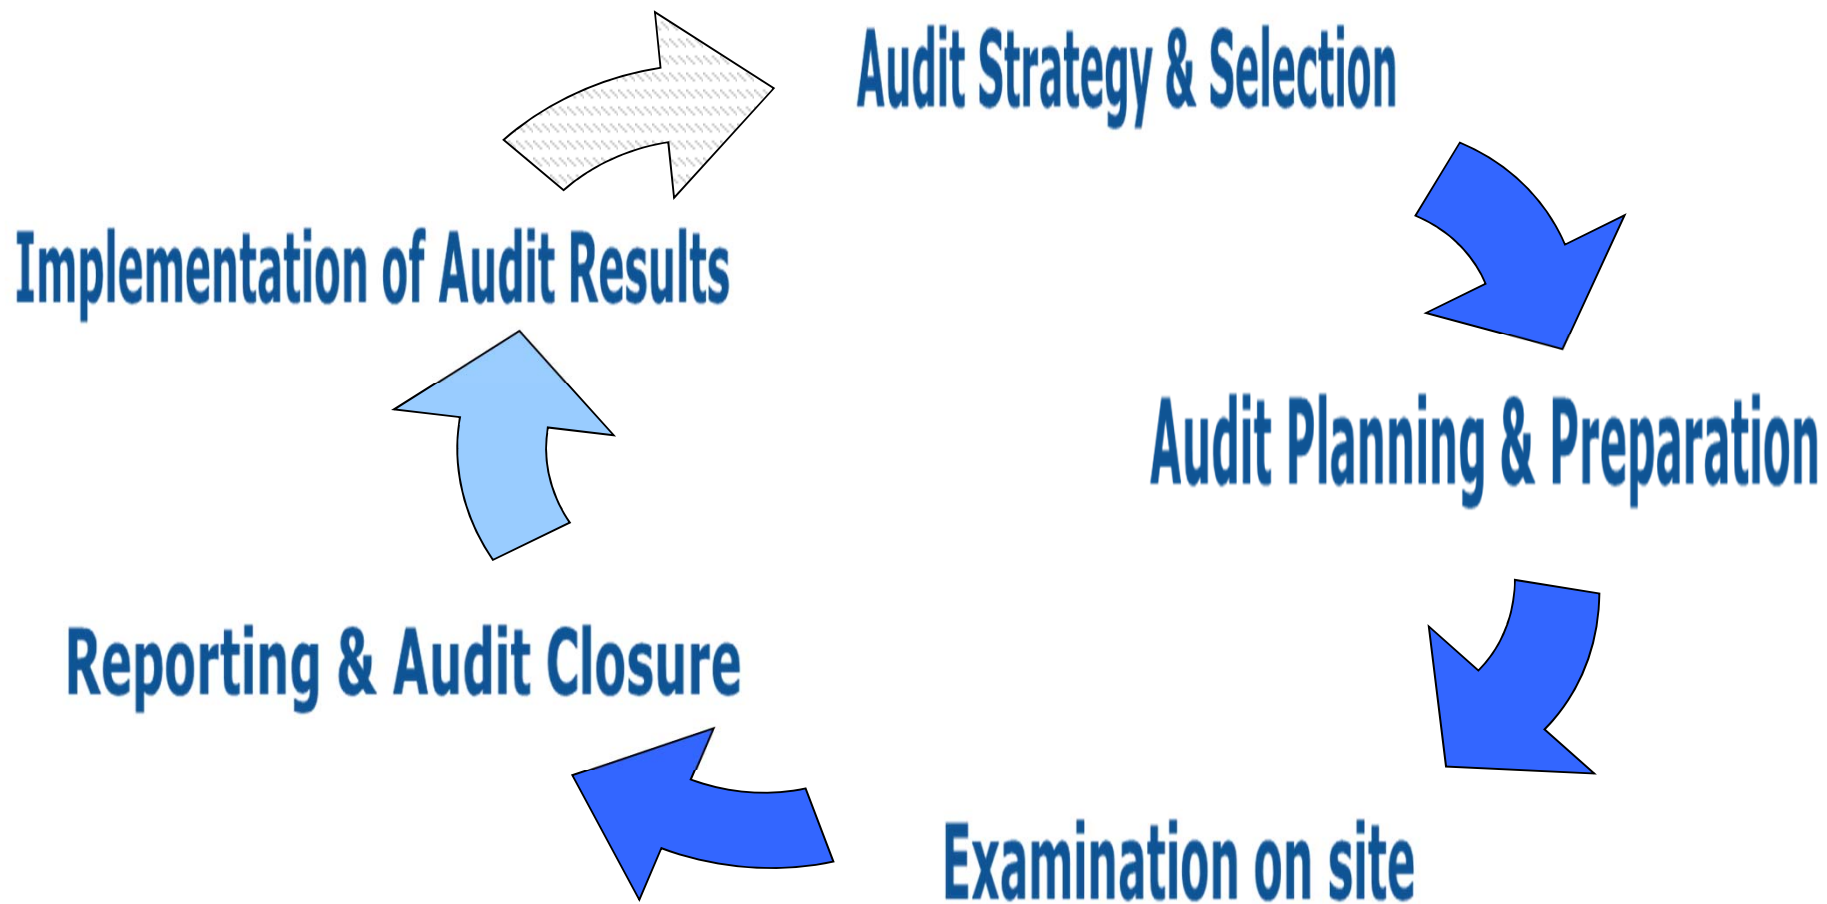 Audit Strategy & Selection
Implementation of Audit Results
Audit Planning & Preparation
Reporting & Audit Closure
Examination on site